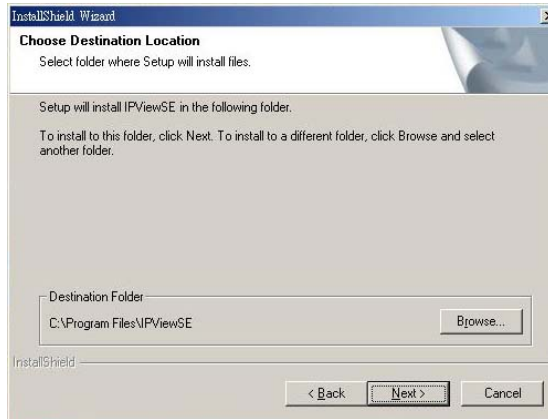 InstallShield Wizard
Choose Destination Location
Select folder where Setup will install files.
Setup will install IPViewSE in the following folder.
To install to this folder, click Next. To install to a different folder, click Browse and select
another folder.
Destination Folder
C:\Program Files\IPViewSE
Browse...
InstallShield
< Back
Next >
Cancel